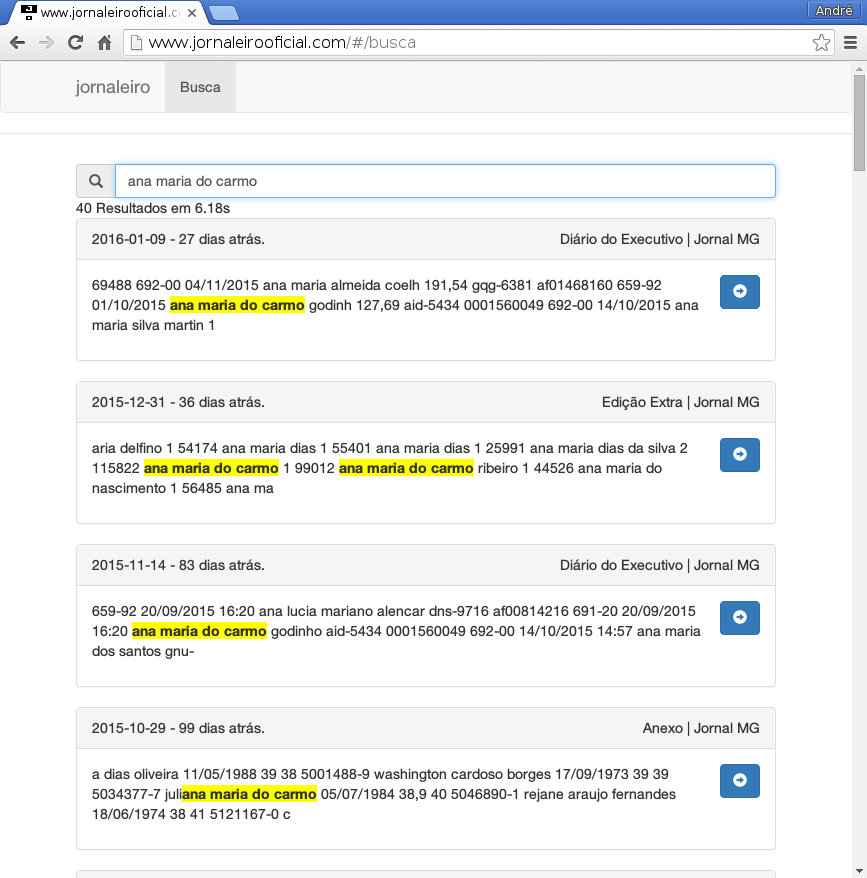 www.jornaleirooficial.co
André
www.jornaleirooficial.com/#/busca
jornaleiro Busca
ana maria do carmo
40 Resultados em 6.18s
2016-01-09 - 27 dias atrás. Diário do Executivo | Jornal MG
69488 692-00 04/11/2015 ana maria almeida coelh 191,54 gqg-6381 af01468160 659-92
01/10/2015 ana maria do carmo godinh 127,69 aid-5434 0001560049 692-00 14/10/2015 ana
maria silva martin 1
2015-12-31 - 36 dias atrás. Edição Extra | Jornal MG
aria delfino 1 54174 ana maria dias 1 55401 ana maria dias 1 25991 ana maria dias da silva 2
115822 ana maria do carmo 1 99012 ana maria do carmo ribeiro 1 44526 ana maria do
nascimento 1 56485 ana ma
2015-11-14 - 83 dias atrás. Diário do Executivo | Jornal MG
659-92 20/09/2015 16:20 ana lucia mariano alencar dns-9716 af00814216 691-20 20/09/2015
16:20 ana maria do carmo godinho aid-5434 0001560049 692-00 14/10/2015 14:57 ana maria
dos santos gnu-
2015-10-29 - 99 dias atrás. Anexo | Jornal MG
a dias oliveira 11/05/1988 39 38 5001488-9 washington cardoso borges 17/09/1973 39 39
5034377-7 juliana maria do carmo 05/07/1984 38,9 40 5046890-1 rejane araujo fernandes
18/06/1974 38 41 5121167-0 c